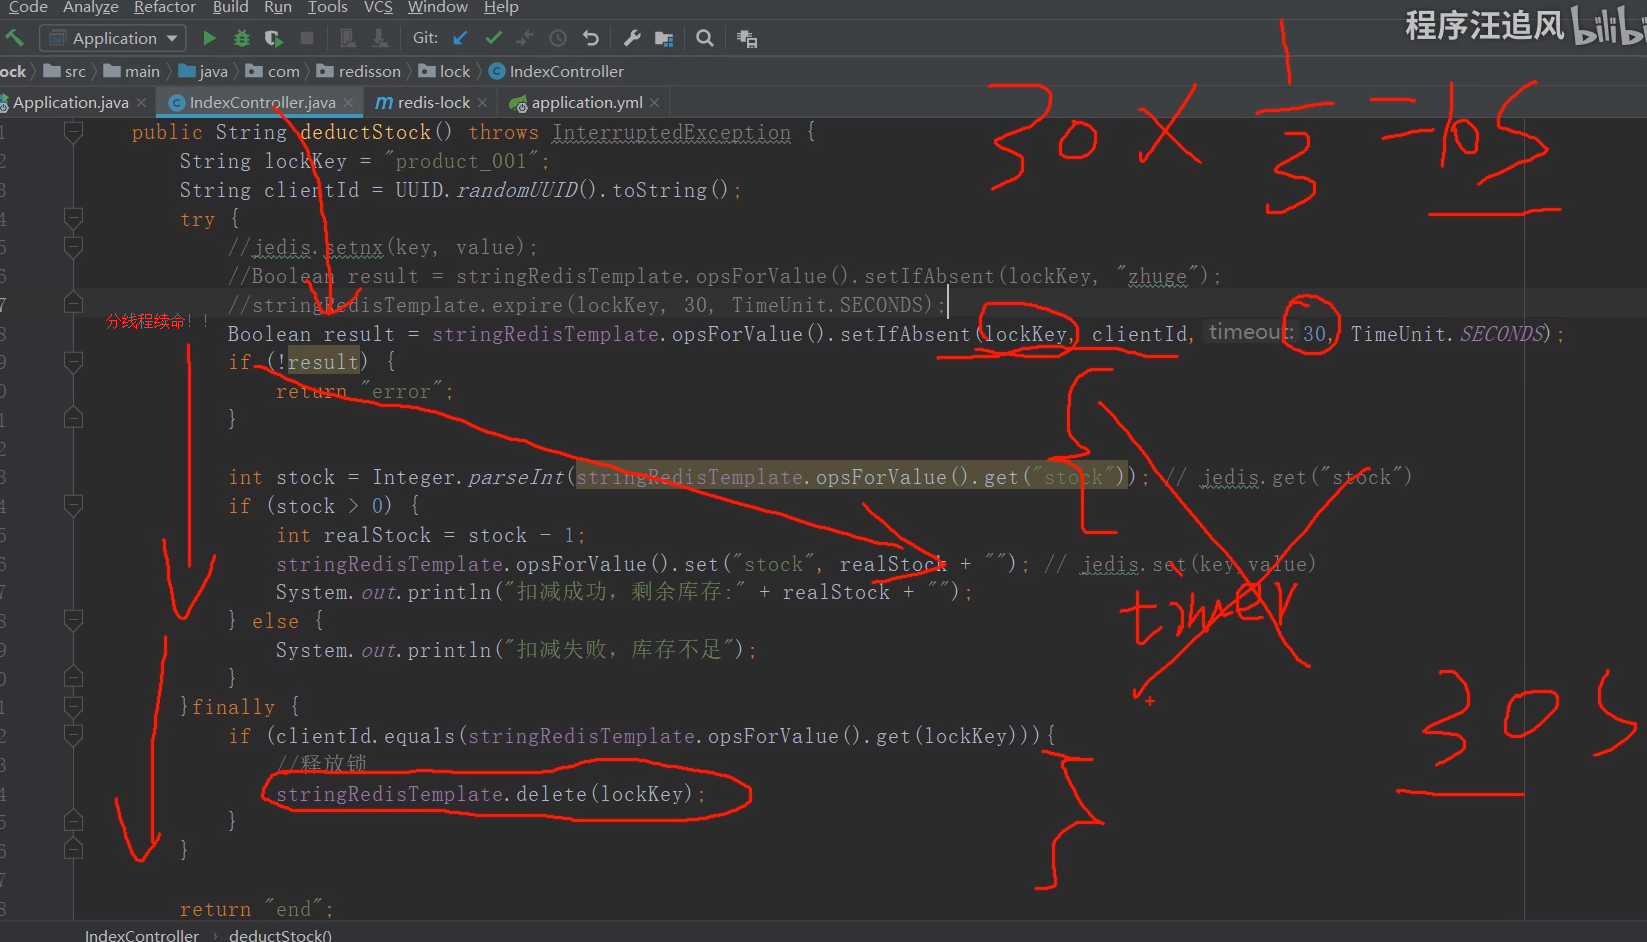 Code Analyze Refactor Build Run Tools VCS Window Help
程序汪追风 bilibi
Application Git:
ock src main java com redisson lock IndexController
Application.java IndexController.java redis-lock application.yml
30 × 1/3 = 10S
public String deductStock() throws InterruptedException {
String lockKey = "product_001";
String clientId = UUID.randomUUID().toString();
try {
//jedis.setnx(key, value);
//Boolean result = stringRedisTemplate.opsForValue().setIfAbsent(lockKey, "zhuge");
//stringRedisTemplate.expire(lockKey, 30, TimeUnit.SECONDS);
分线程续命！！
Boolean result = stringRedisTemplate.opsForValue().setIfAbsent(lockKey, clientId, timeout: 30, TimeUnit.SECONDS);
if (!result) {
return "error";
}
int stock = Integer.parseInt(stringRedisTemplate.opsForValue().get("stock")); // jedis.get("stock")
if (stock > 0) {
int realStock = stock - 1;
stringRedisTemplate.opsForValue().set("stock", realStock + ""); // jedis.set(key,value)
System.out.println("扣减成功，剩余库存:" + realStock + "");
timer
} else {
System.out.println("扣减失败，库存不足");
}
30S
}finally {
if (clientId.equals(stringRedisTemplate.opsForValue().get(lockKey))){
//释放锁
stringRedisTemplate.delete(lockKey);
}
}
return "end";
IndexController › deductStock()